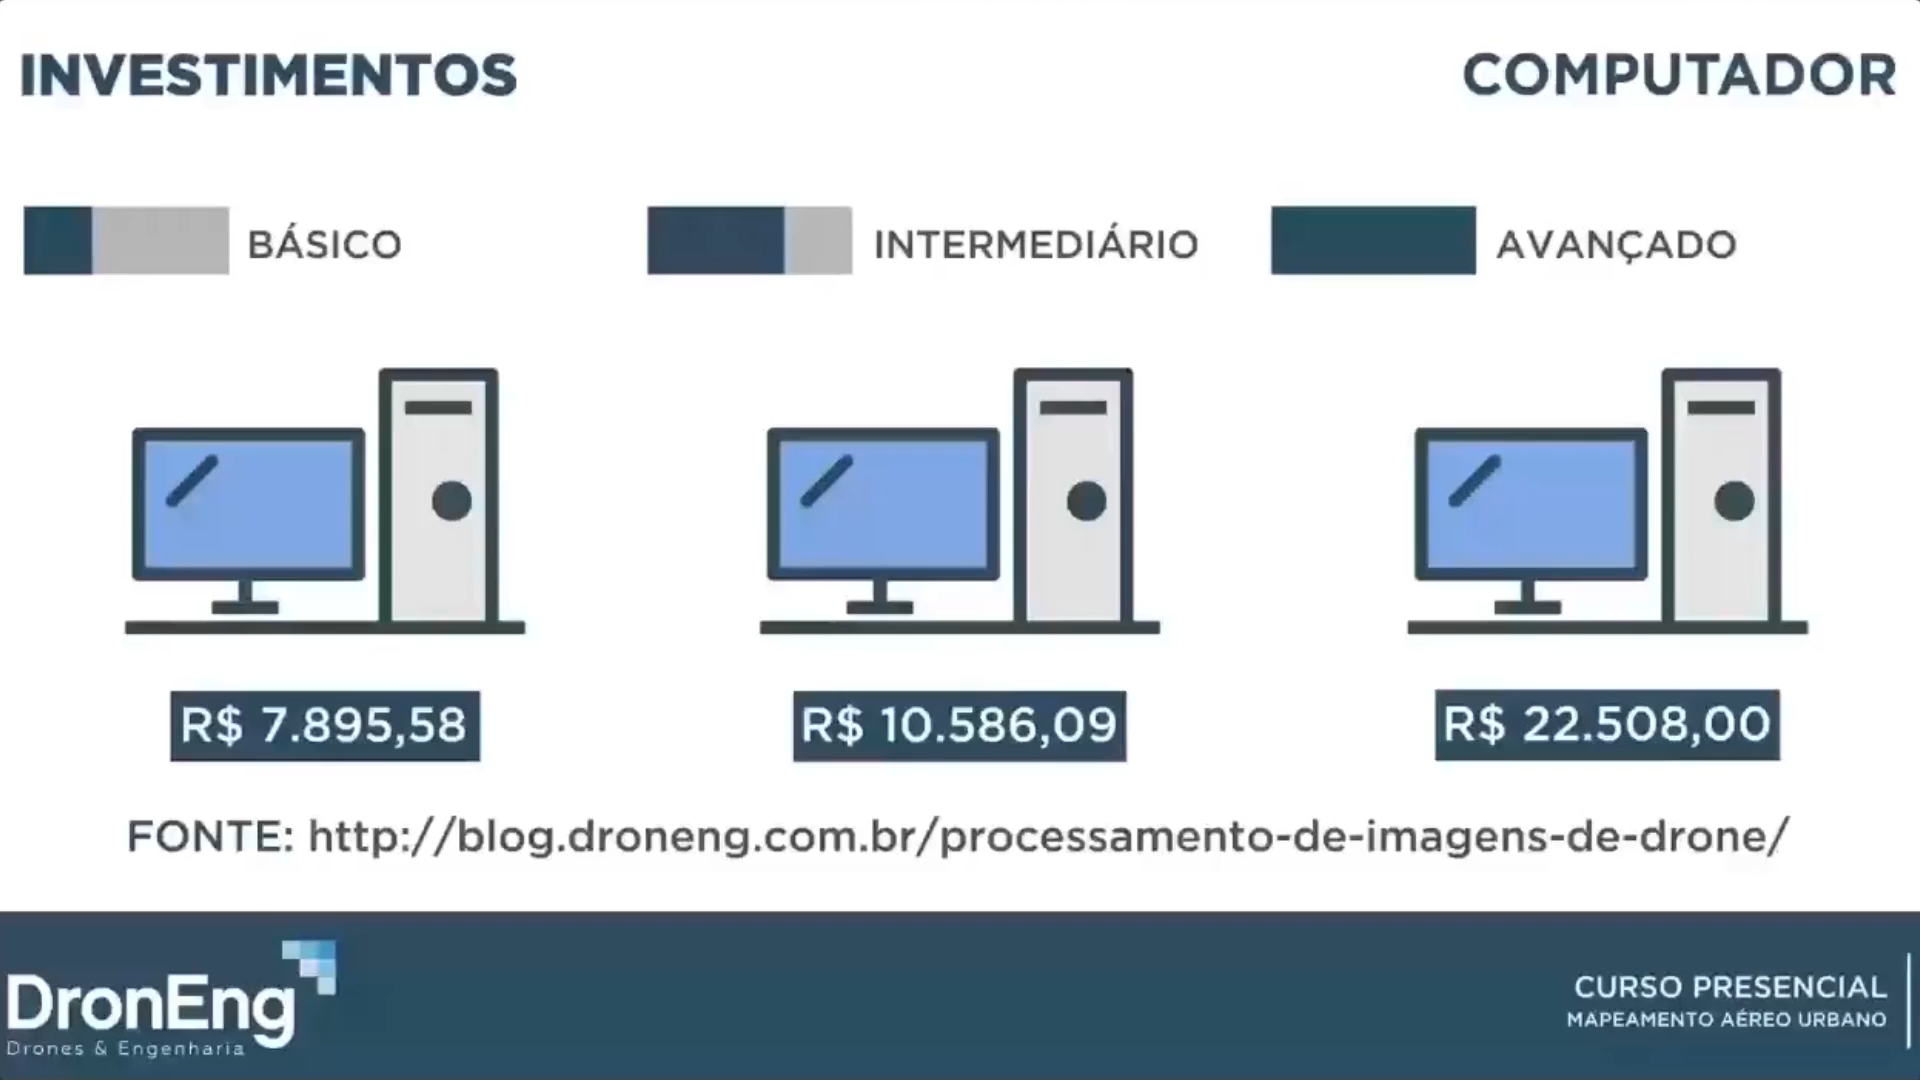 INVESTIMENTOS
COMPUTADOR
BÁSICO
INTERMEDIÁRIO
AVANÇADO
R$ 7.895,58
R$ 10.586,09
R$ 22.508,00
FONTE: http://blog.droneng.com.br/processamento-de-imagens-de-drone/
DronEng
Drones & Engenharia
CURSO PRESENCIAL
MAPEAMENTO AÉREO URBANO